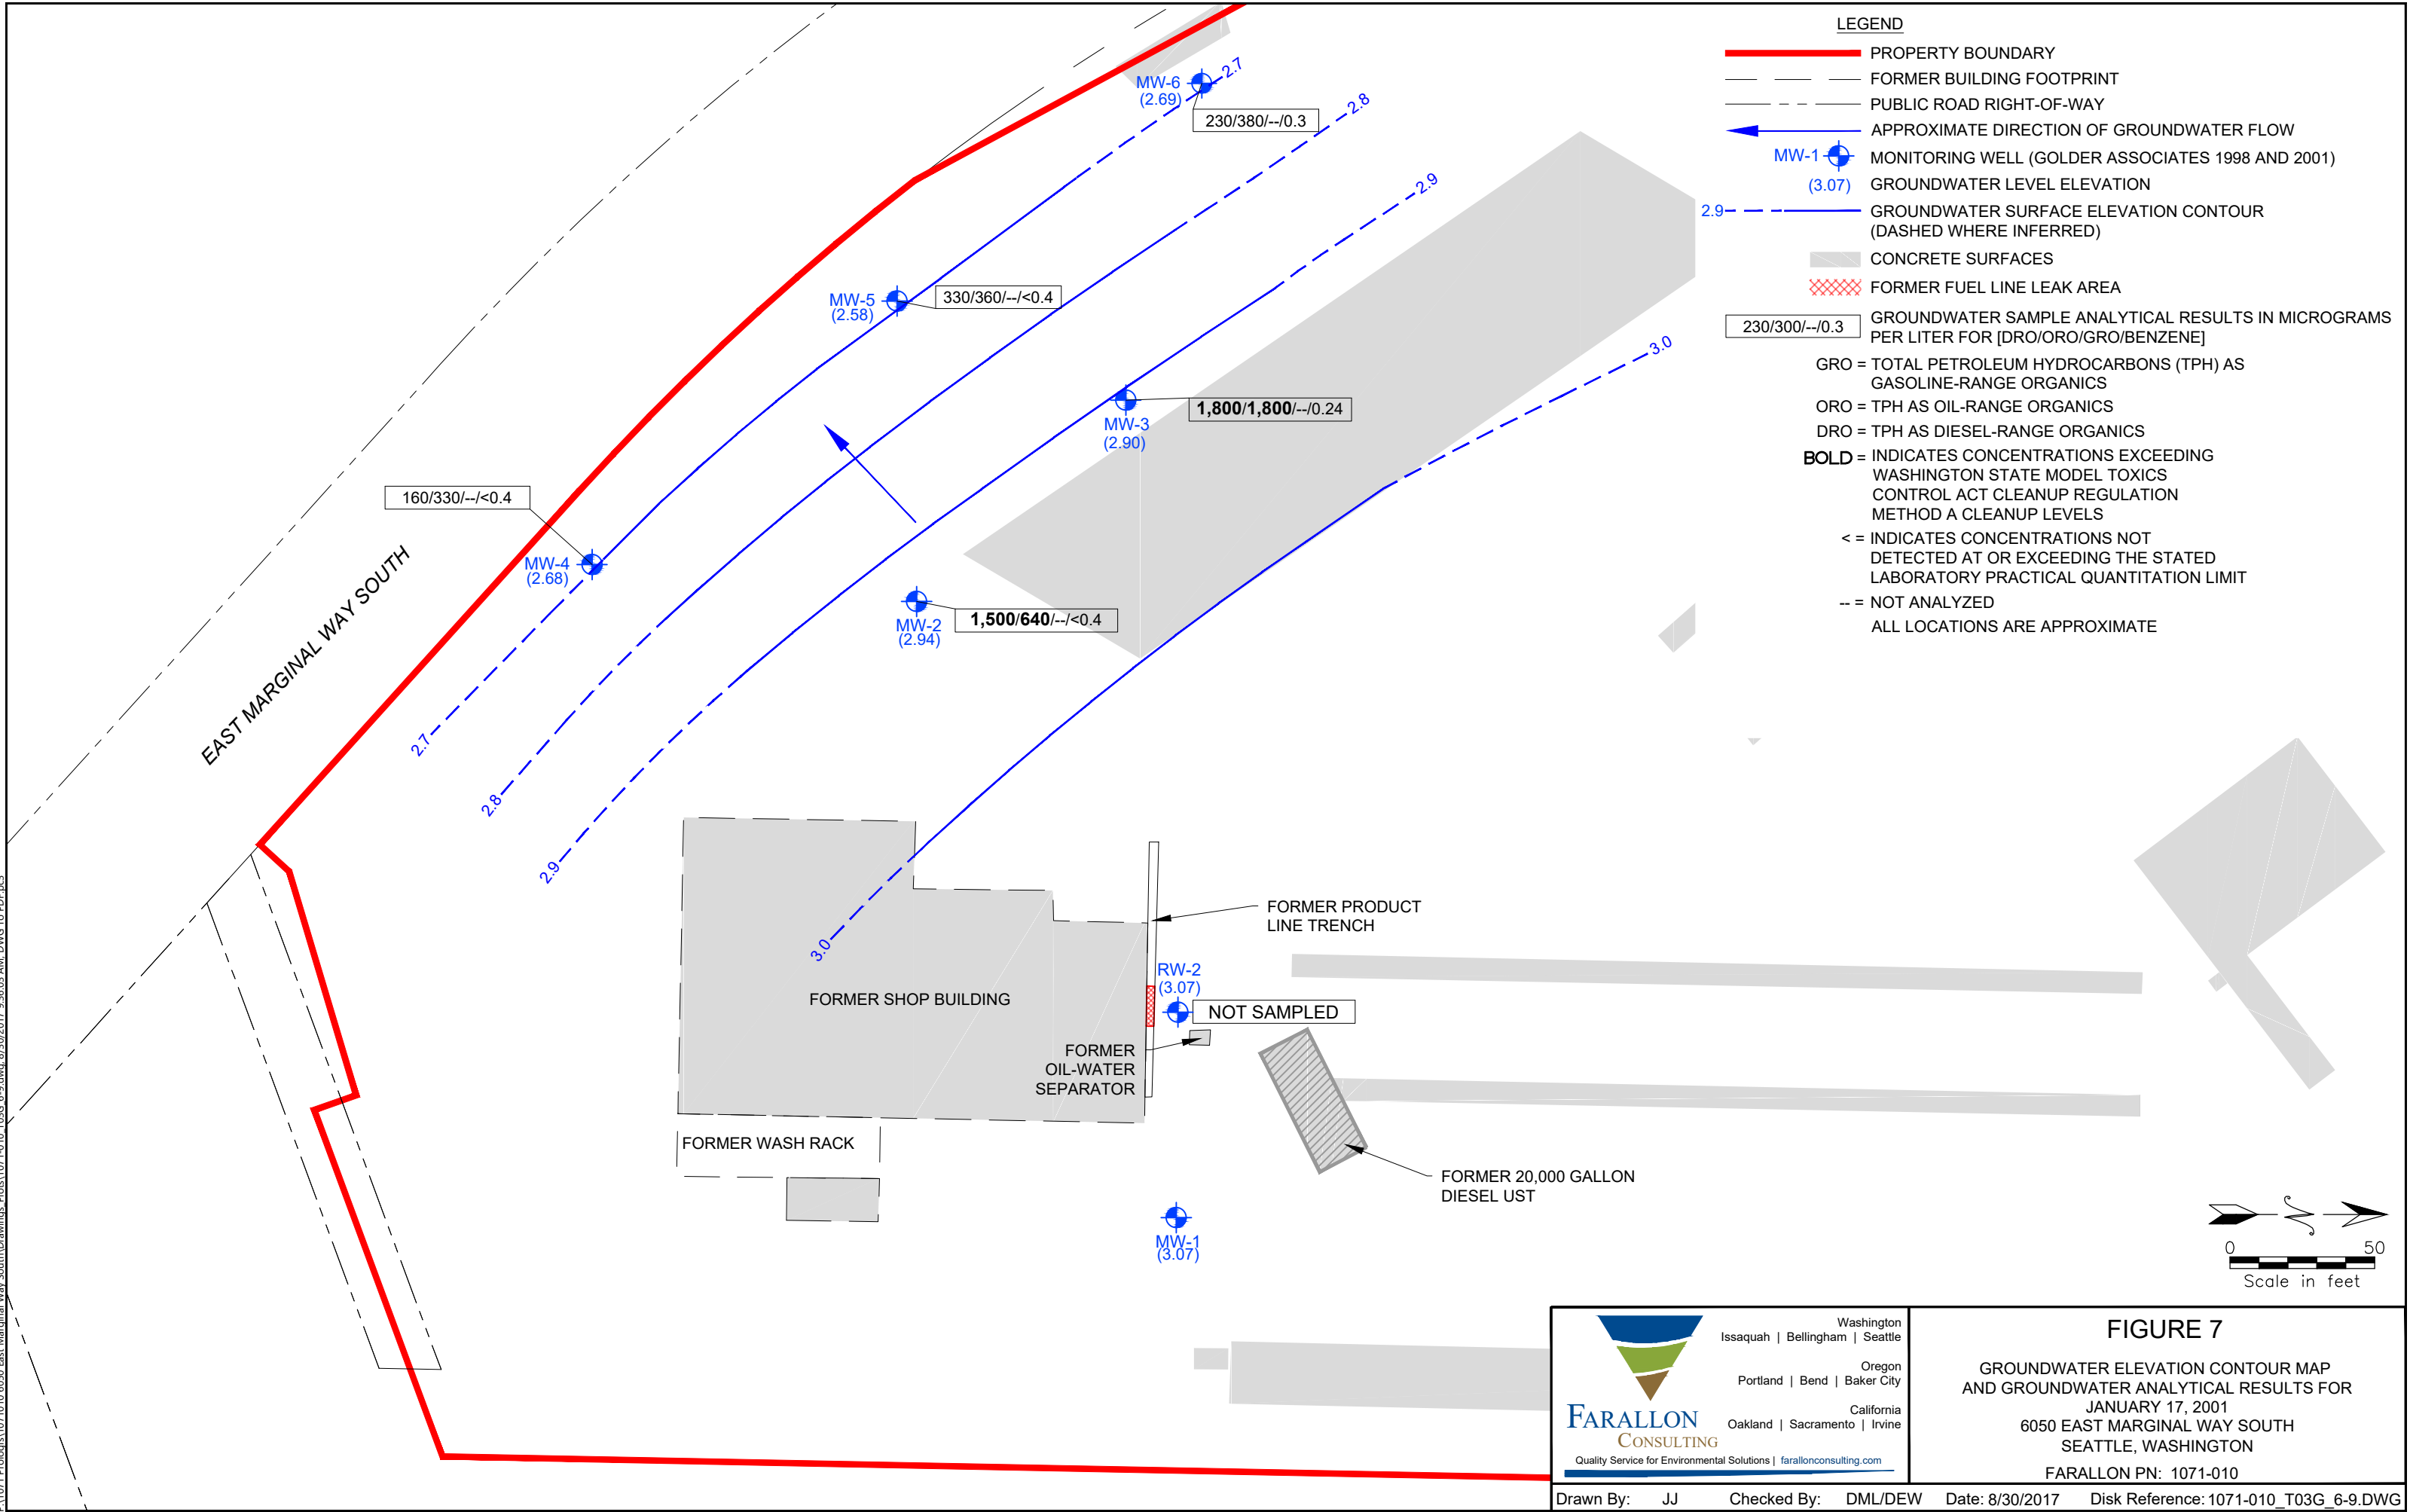 LEGEND
PROPERTY BOUNDARY
FORMER BUILDING FOOTPRINT
PUBLIC ROAD RIGHT-OF-WAY
APPROXIMATE DIRECTION OF GROUNDWATER FLOW
MW-1
MONITORING WELL (GOLDER ASSOCIATES 1998 AND 2001)
(3.07)
GROUNDWATER LEVEL ELEVATION
2.9
GROUNDWATER SURFACE ELEVATION CONTOUR
(DASHED WHERE INFERRED)
CONCRETE SURFACES
FORMER FUEL LINE LEAK AREA
230/300/--/0.3
GROUNDWATER SAMPLE ANALYTICAL RESULTS IN MICROGRAMS
PER LITER FOR [DRO/ORO/GRO/BENZENE]
GRO = TOTAL PETROLEUM HYDROCARBONS (TPH) AS
GASOLINE-RANGE ORGANICS
ORO = TPH AS OIL-RANGE ORGANICS
DRO = TPH AS DIESEL-RANGE ORGANICS
BOLD = INDICATES CONCENTRATIONS EXCEEDING
WASHINGTON STATE MODEL TOXICS
CONTROL ACT CLEANUP REGULATION
METHOD A CLEANUP LEVELS
< = INDICATES CONCENTRATIONS NOT
DETECTED AT OR EXCEEDING THE STATED
LABORATORY PRACTICAL QUANTITATION LIMIT
-- = NOT ANALYZED
ALL LOCATIONS ARE APPROXIMATE
MW-6
(2.69)
2.7
230/380/--/0.3
2.8
2.9
3.0
MW-5
(2.58)
330/360/--/<0.4
MW-3
(2.90)
1,800/1,800/--/0.24
160/330/--/<0.4
MW-4
(2.68)
MW-2
(2.94)
1,500/640/--/<0.4
EAST MARGINAL WAY SOUTH
2.7
2.8
2.9
3.0
FORMER PRODUCT
LINE TRENCH
RW-2
(3.07)
NOT SAMPLED
FORMER SHOP BUILDING
FORMER
OIL-WATER
SEPARATOR
FORMER WASH RACK
FORMER 20,000 GALLON
DIESEL UST
MW-1
(3.07)
0 50
Scale in feet
FARALLON
CONSULTING
Washington
Issaquah | Bellingham | Seattle
Oregon
Portland | Bend | Baker City
California
Oakland | Sacramento | Irvine
Quality Service for Environmental Solutions | farallonconsulting.com
FIGURE 7
GROUNDWATER ELEVATION CONTOUR MAP
AND GROUNDWATER ANALYTICAL RESULTS FOR
JANUARY 17, 2001
6050 EAST MARGINAL WAY SOUTH
SEATTLE, WASHINGTON
FARALLON PN: 1071-010
Drawn By: JJ Checked By: DML/DEW Date: 8/30/2017 Disk Reference: 1071-010_T03G_6-9.DWG